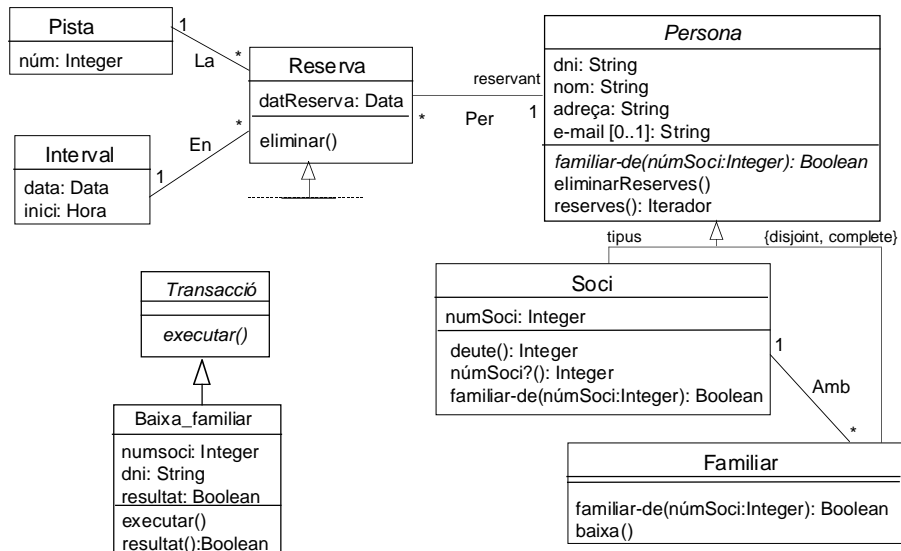 Pista
núm: Integer
1
La
*
Reserva
datReserva: Data
eliminar()
Interval
data: Data
inici: Hora
1
En
*
reservant
*
Per
1
Persona
dni: String
nom: String
adreça: String
e-mail [0..1]: String
familiar-de(númSoci:Integer): Boolean
eliminarReserves()
reserves(): Iterador
tipus
{disjoint, complete}
Soci
numSoci: Integer
deute(): Integer
númSoci?(): Integer
familiar-de(númSoci:Integer): Boolean
1
Amb
*
Familiar
familiar-de(númSoci:Integer): Boolean
baixa()
Transacció
executar()
Baixa_familiar
numsoci: Integer
dni: String
resultat: Boolean
executar()
resultat():Boolean